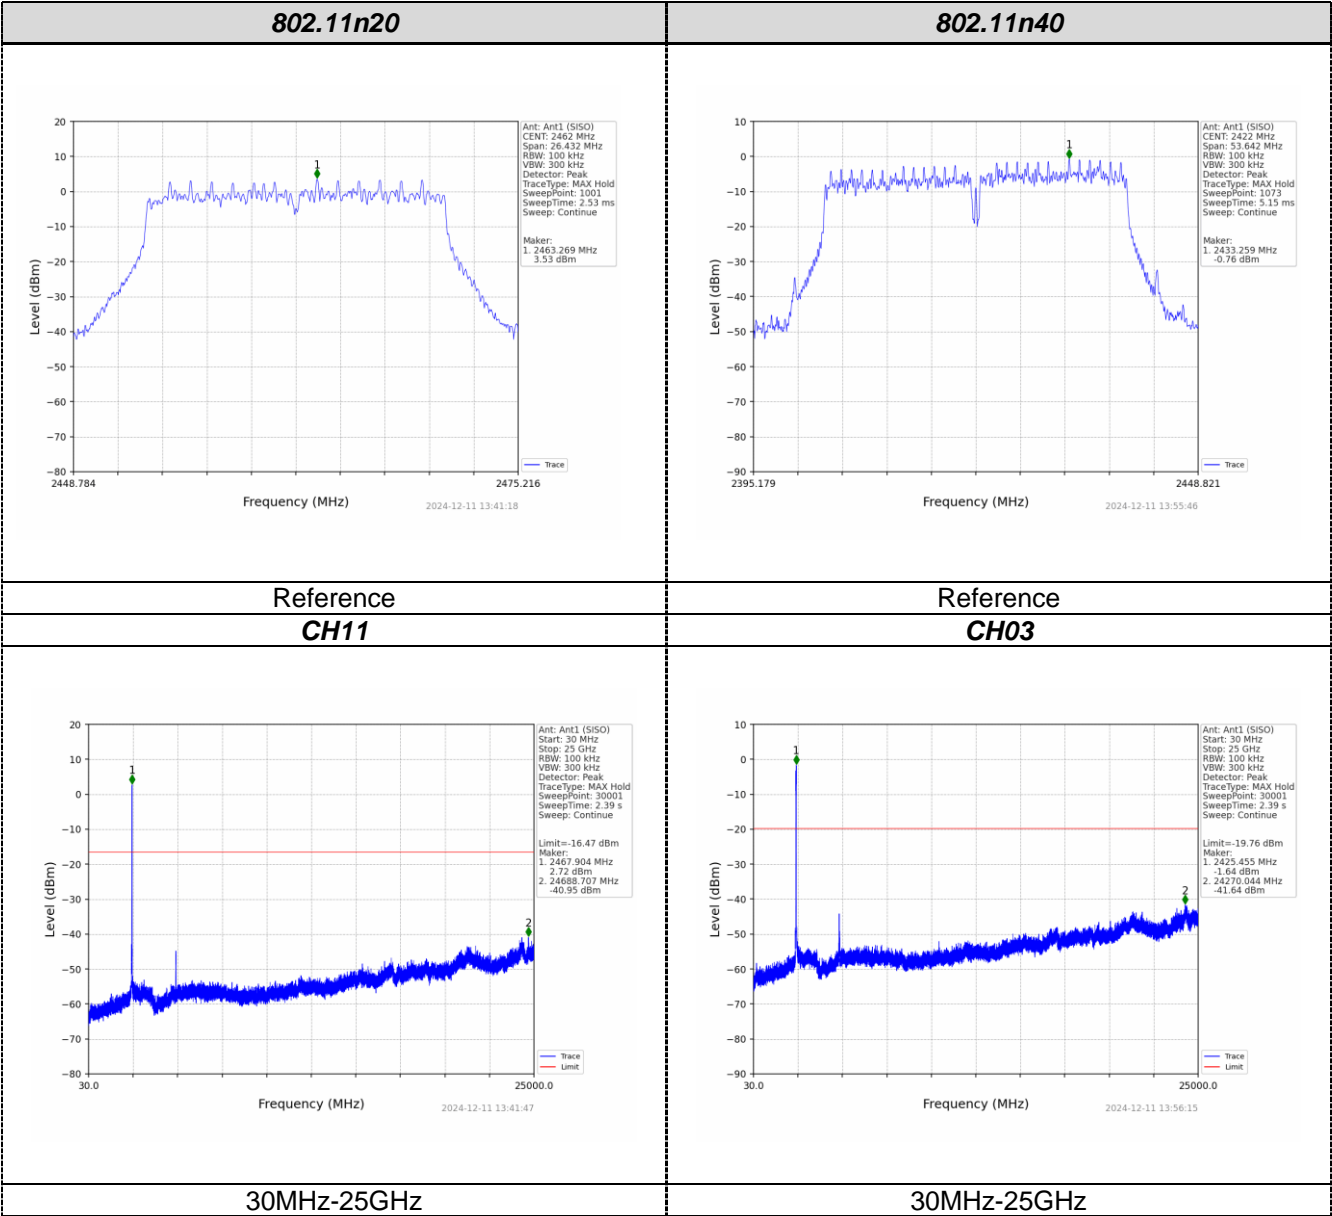 802.11n20
802.11n40
20
10
0
−10
−20
−30
−40
−50
−60
−70
−80
Level (dBm)
1
Ant: Ant1 (SISO)
CENT: 2462 MHz
Span: 26.432 MHz
RBW: 100 kHz
VBW: 300 kHz
Detector: Peak
TraceType: MAX Hold
SweepPoint: 1001
SweepTime: 2.53 ms
Sweep: Continue
Maker:
1. 2463.269 MHz
3.53 dBm
Trace
2448.784
2475.216
Frequency (MHz)
2024-12-11 13:41:18
10
0
−10
−20
−30
−40
−50
−60
−70
−80
−90
Level (dBm)
1
Ant: Ant1 (SISO)
CENT: 2422 MHz
Span: 53.642 MHz
RBW: 100 kHz
VBW: 300 kHz
Detector: Peak
TraceType: MAX Hold
SweepPoint: 1073
SweepTime: 5.15 ms
Sweep: Continue
Maker:
1. 2433.259 MHz
-0.76 dBm
Trace
2395.179
2448.821
Frequency (MHz)
2024-12-11 13:55:46
Reference
Reference
CH11
CH03
20
10
0
−10
−20
−30
−40
−50
−60
−70
−80
Level (dBm)
1
2
Ant: Ant1 (SISO)
Start: 30 MHz
Stop: 25 GHz
RBW: 100 kHz
VBW: 300 kHz
Detector: Peak
TraceType: MAX Hold
SweepPoint: 30001
SweepTime: 2.39 s
Sweep: Continue
Limit=-16.47 dBm
Maker:
1. 2467.904 MHz
2.72 dBm
2. 24688.707 MHz
-40.95 dBm
Trace
Limit
30.0
25000.0
Frequency (MHz)
2024-12-11 13:41:47
10
0
−10
−20
−30
−40
−50
−60
−70
−80
−90
Level (dBm)
1
2
Ant: Ant1 (SISO)
Start: 30 MHz
Stop: 25 GHz
RBW: 100 kHz
VBW: 300 kHz
Detector: Peak
TraceType: MAX Hold
SweepPoint: 30001
SweepTime: 2.39 s
Sweep: Continue
Limit=-19.76 dBm
Maker:
1. 2425.455 MHz
-1.64 dBm
2. 24270.044 MHz
-41.64 dBm
Trace
Limit
30.0
25000.0
Frequency (MHz)
2024-12-11 13:56:15
30MHz-25GHz
30MHz-25GHz